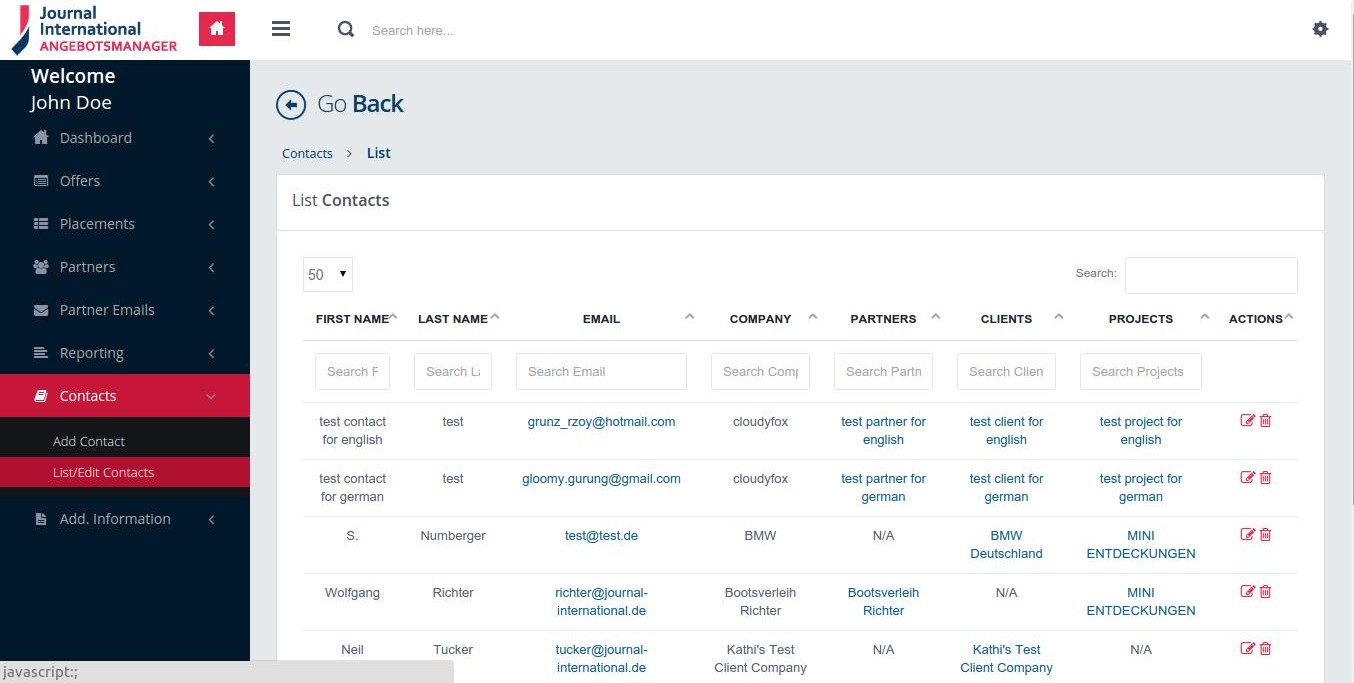 Journal
International
ANGEBOTSMANAGER
Search here...
Welcome
John Doe
Dashboard
Offers
Placements
Partners
Partner Emails
Reporting
Contacts
Add Contact
List/Edit Contacts
Add. Information
Go Back
Contacts > List
List Contacts
50
Search:
FIRST NAME LAST NAME EMAIL COMPANY PARTNERS CLIENTS PROJECTS ACTIONS
Search F Search La Search Email Search Comp Search Partn Search Clien Search Projects
test contact test grunz_rzoy@hotmail.com cloudyfox test partner for test client for test project for
for english english english english
test contact test gloomy.gurung@gmail.com cloudyfox test partner for test client for test project for
for german german german german
S. Numberger test@test.de BMW N/A BMW MINI
Deutschland ENTDECKUNGEN
Wolfgang Richter richter@journal- Bootsverleih Bootsverleih N/A MINI
international.de Richter Richter ENTDECKUNGEN
Neil Tucker tucker@journal- Kathi's Test N/A Kathi's Test N/A
international.de Client Company Client Company
javascript:;